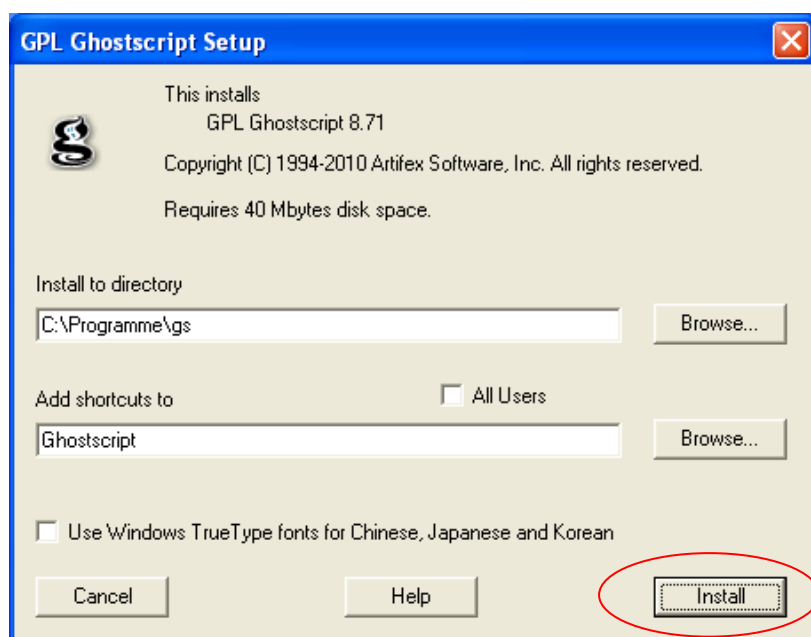 GPL Ghostscript Setup
This installs
GPL Ghostscript 8.71
Copyright (C) 1994-2010 Artifex Software, Inc. All rights reserved.
Requires 40 Mbytes disk space.
Install to directory
C:\Programme\gs
Browse...
Add shortcuts to
All Users
Ghostscript
Browse...
Use Windows TrueType fonts for Chinese, Japanese and Korean
Cancel
Help
Install